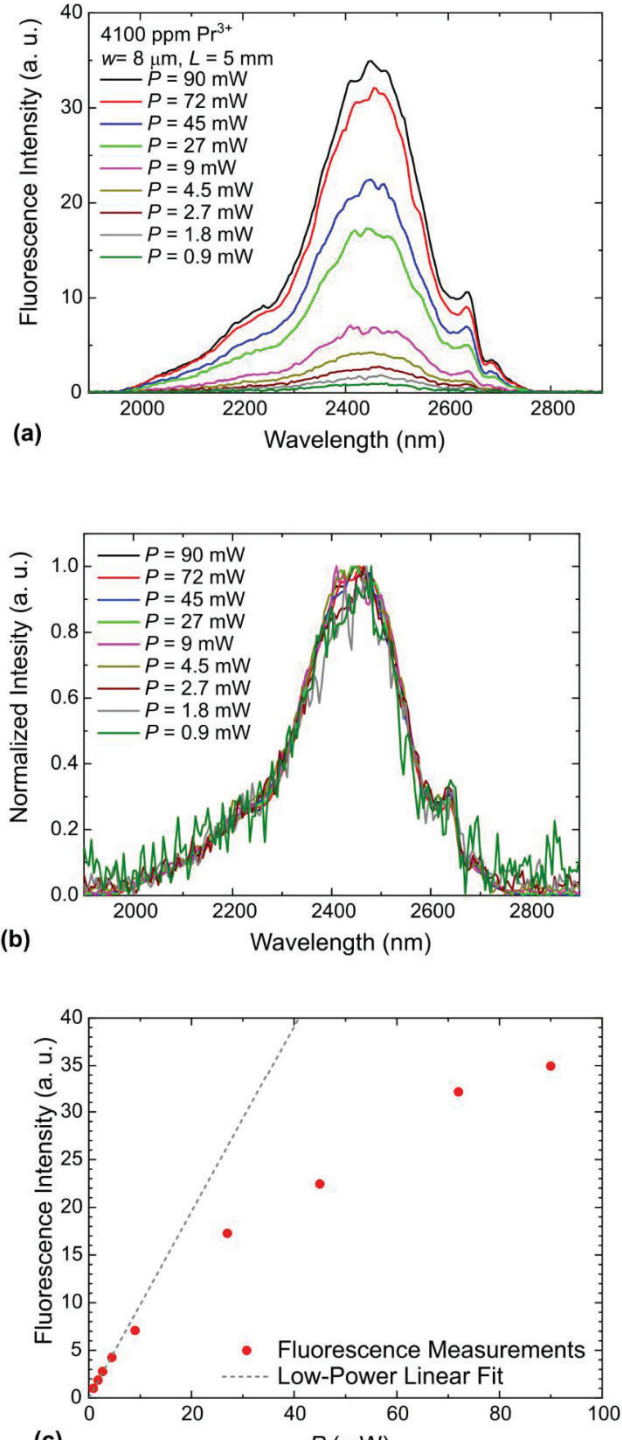 4100 ppm Pr³⁺
w= 8 μm, L = 5 mm
P = 90 mW
P = 72 mW
P = 45 mW
P = 27 mW
P = 9 mW
P = 4.5 mW
P = 2.7 mW
P = 1.8 mW
P = 0.9 mW
Fluorescence Intensity (a. u.)
40
30
20
10
0
2000 2200 2400 2600 2800
Wavelength (nm)
(a)
P = 90 mW
P = 72 mW
P = 45 mW
P = 27 mW
P = 9 mW
P = 4.5 mW
P = 2.7 mW
P = 1.8 mW
P = 0.9 mW
Normalized Intesity (a. u.)
1.0
0.8
0.6
0.4
0.2
0.0
2000 2200 2400 2600 2800
Wavelength (nm)
(b)
Fluorescence Intensity (a. u.)
40
35
30
25
20
15
10
5
0
Fluorescence Measurements
Low-Power Linear Fit
0 20 40 60 80 100
P (mW)
(c)